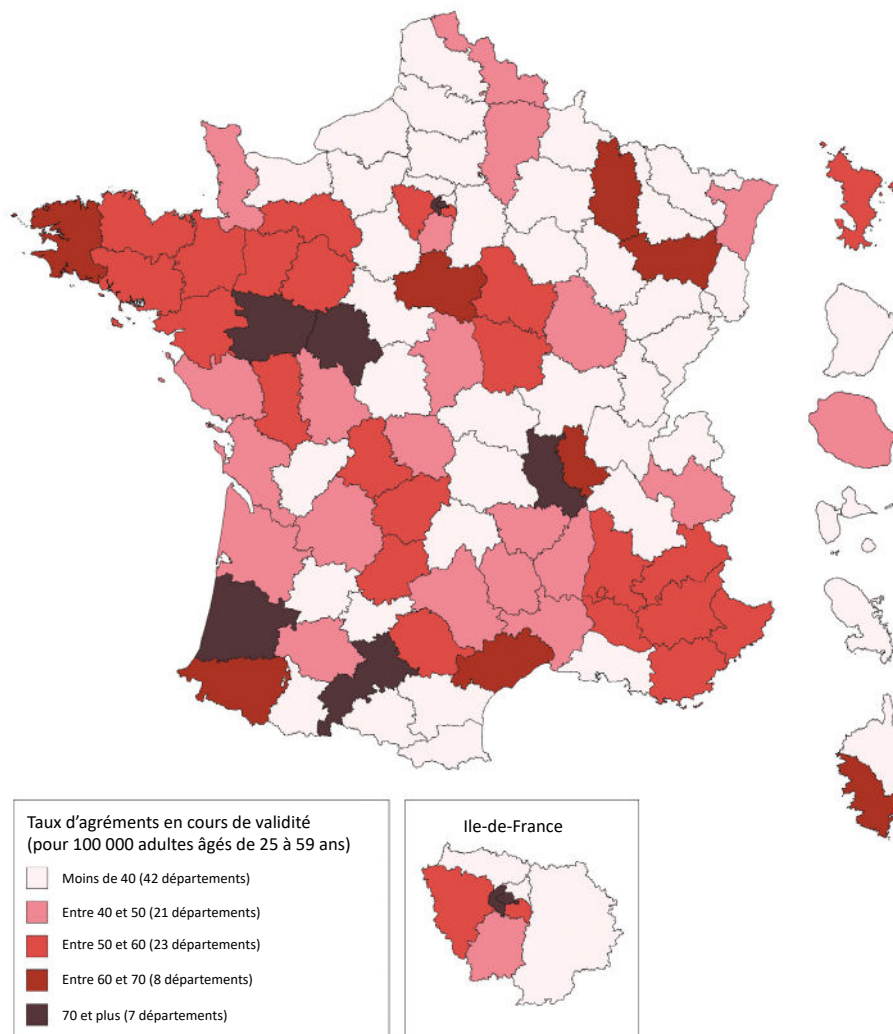 Taux d’agréments en cours de validité
(pour 100 000 adultes âgés de 25 à 59 ans)
Moins de 40 (42 départements)
Entre 40 et 50 (21 départements)
Entre 50 et 60 (23 départements)
Entre 60 et 70 (8 départements)
70 et plus (7 départements)
Ile-de-France